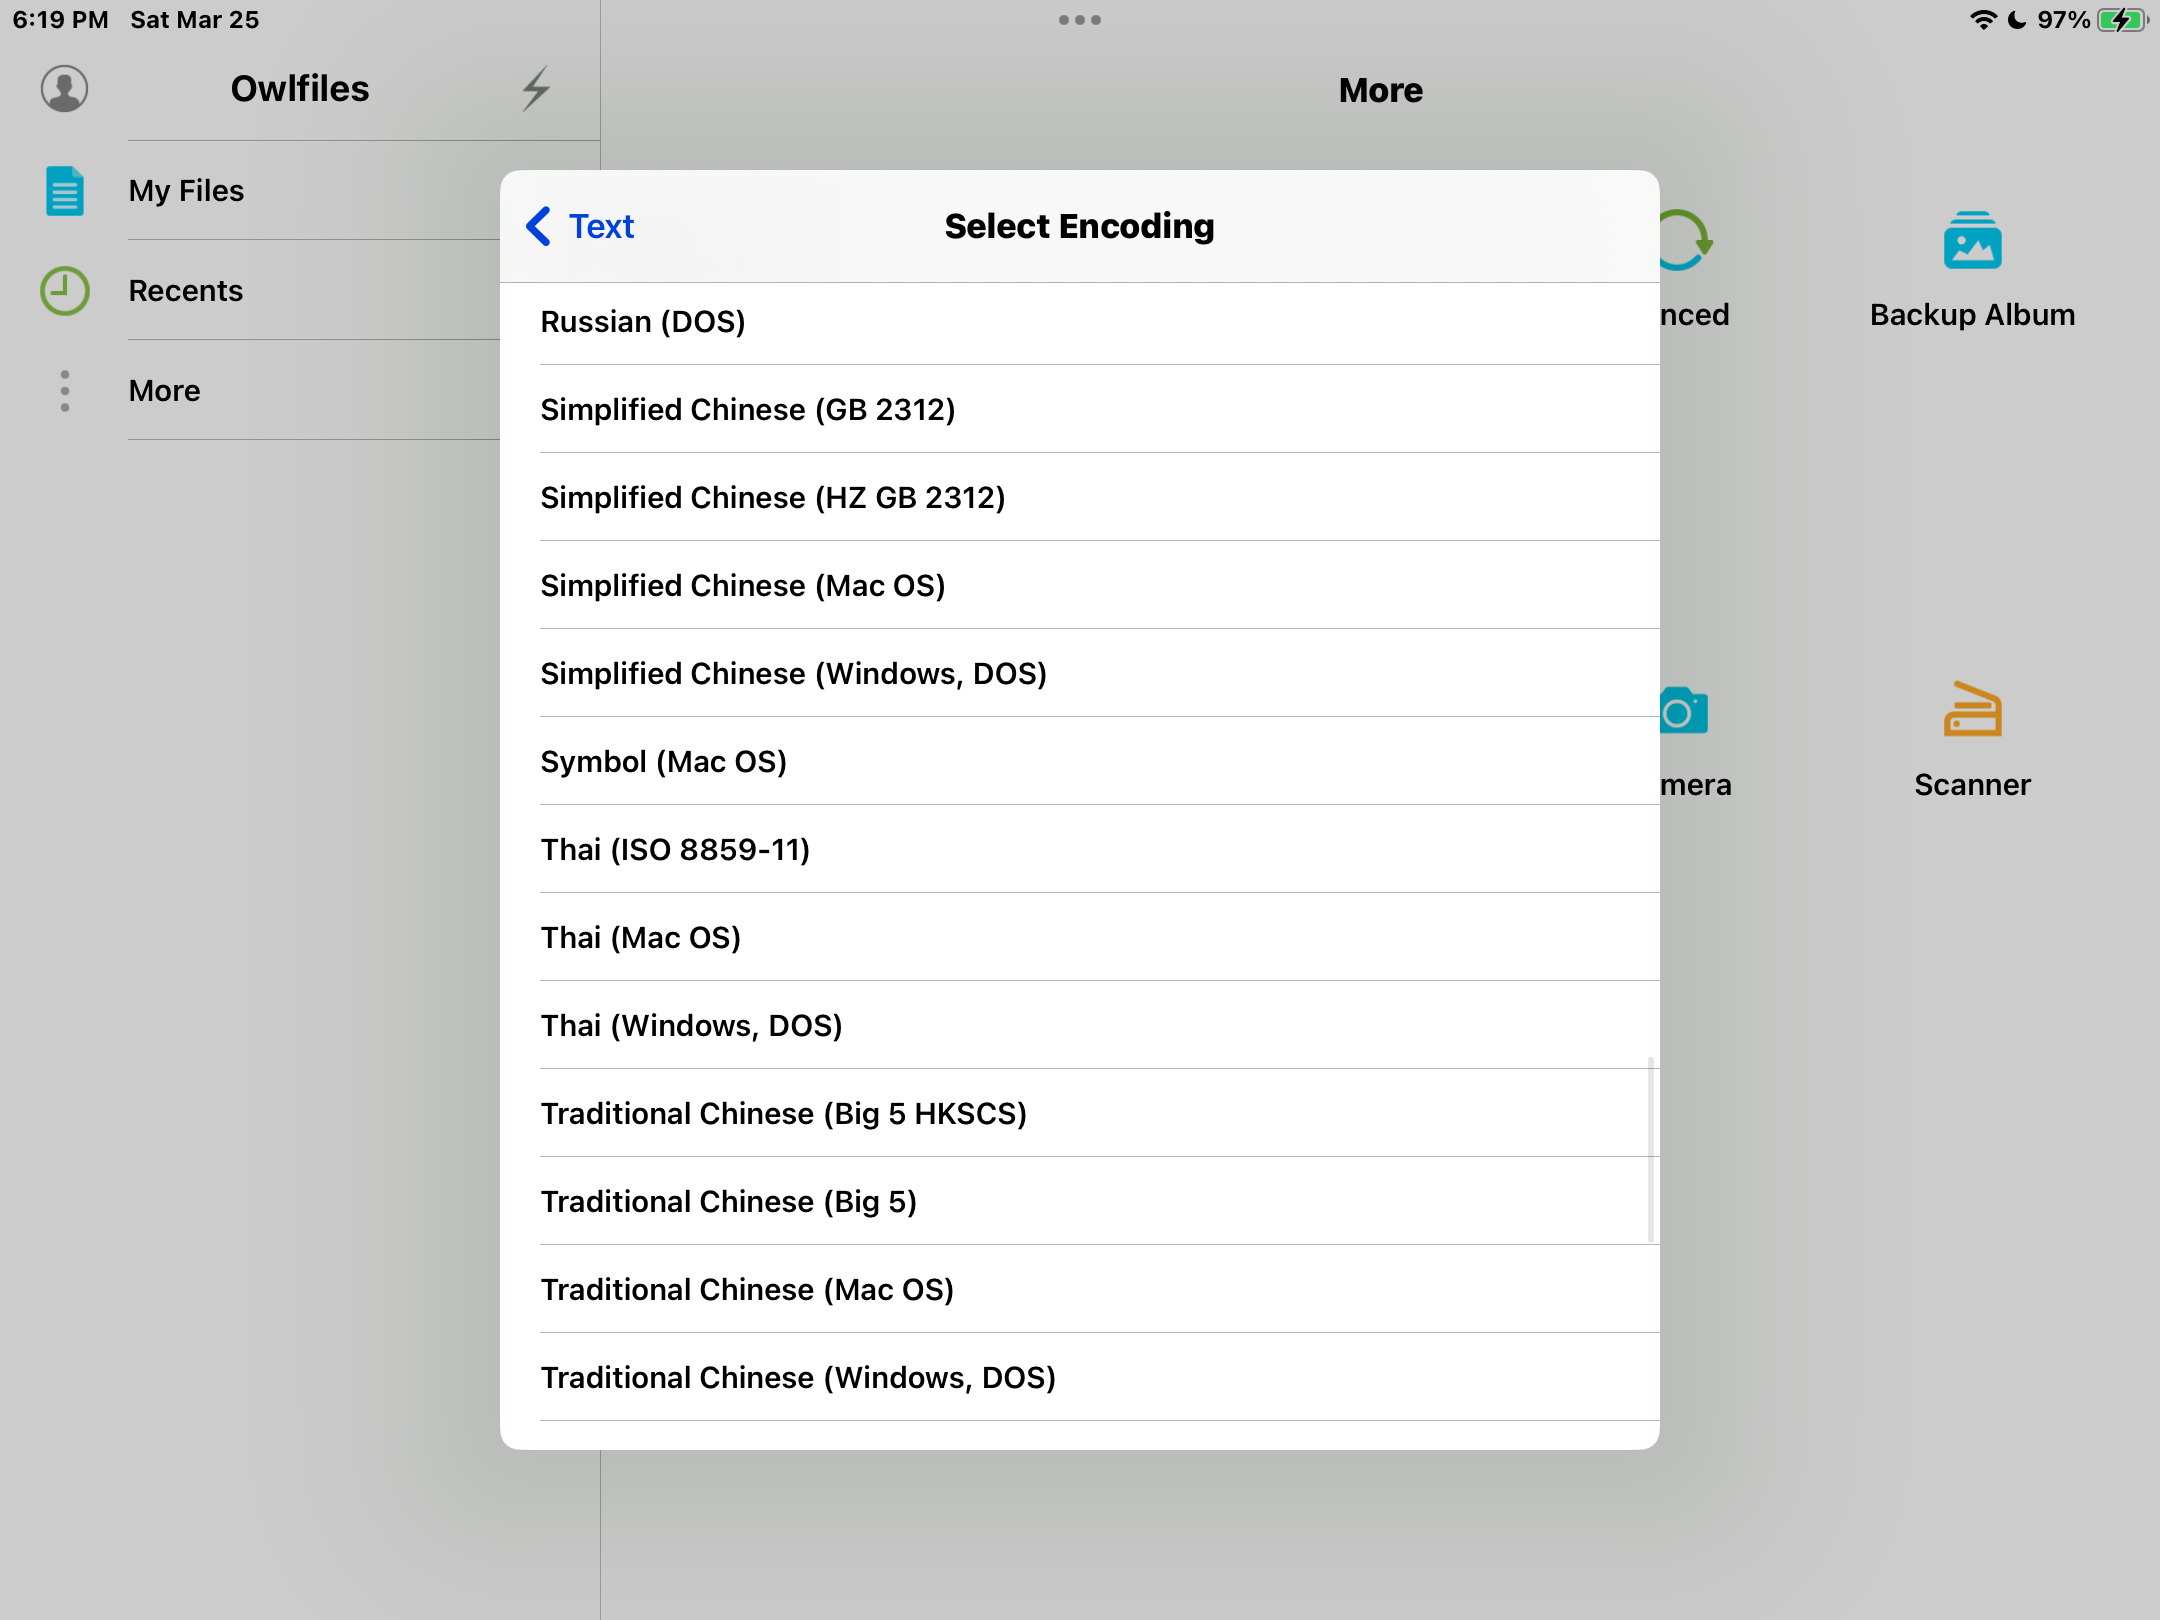 6:19 PM Sat Mar 25
97%
Owlfiles
My Files
Recents
More
More
nced
Backup Album
mera
Scanner
Text
Select Encoding
Russian (DOS)
Simplified Chinese (GB 2312)
Simplified Chinese (HZ GB 2312)
Simplified Chinese (Mac OS)
Simplified Chinese (Windows, DOS)
Symbol (Mac OS)
Thai (ISO 8859-11)
Thai (Mac OS)
Thai (Windows, DOS)
Traditional Chinese (Big 5 HKSCS)
Traditional Chinese (Big 5)
Traditional Chinese (Mac OS)
Traditional Chinese (Windows, DOS)